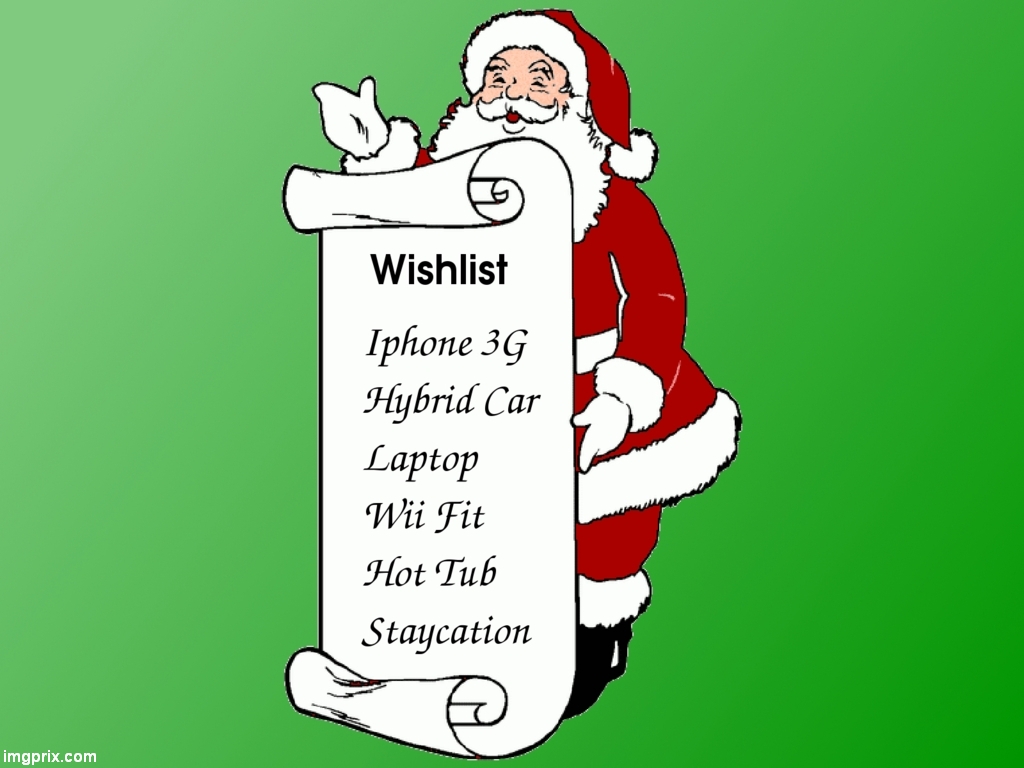 Wishlist
Iphone 3G
Hybrid Car
Laptop
Wii Fit
Hot Tub
Staycation
imgprix.com